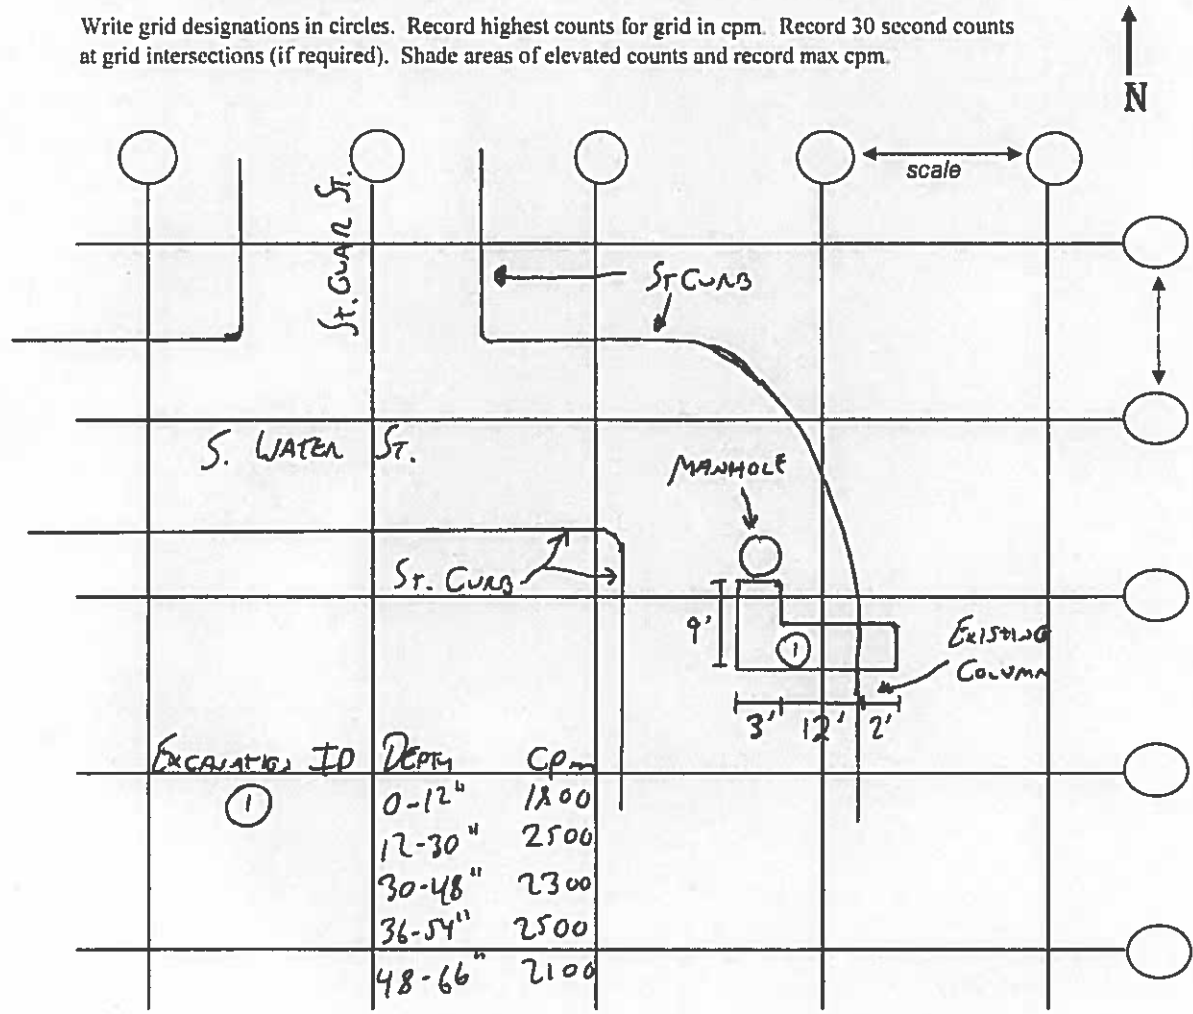 Write grid designations in circles. Record highest counts for grid in cpm. Record 30 second counts
at grid intersections (if required). Shade areas of elevated counts and record max cpm.
N
scale
ST. CLAIR ST.
ST CURB
S. WATER ST.
MANHOLE
ST. CURB
9'
1
EXISTING
COLUMN
3' 12' 2'
EXCAVATION ID DEPTH CPM
1 0-12" 1800
12-30" 2500
30-48" 2300
36-54" 2500
48-66" 2100